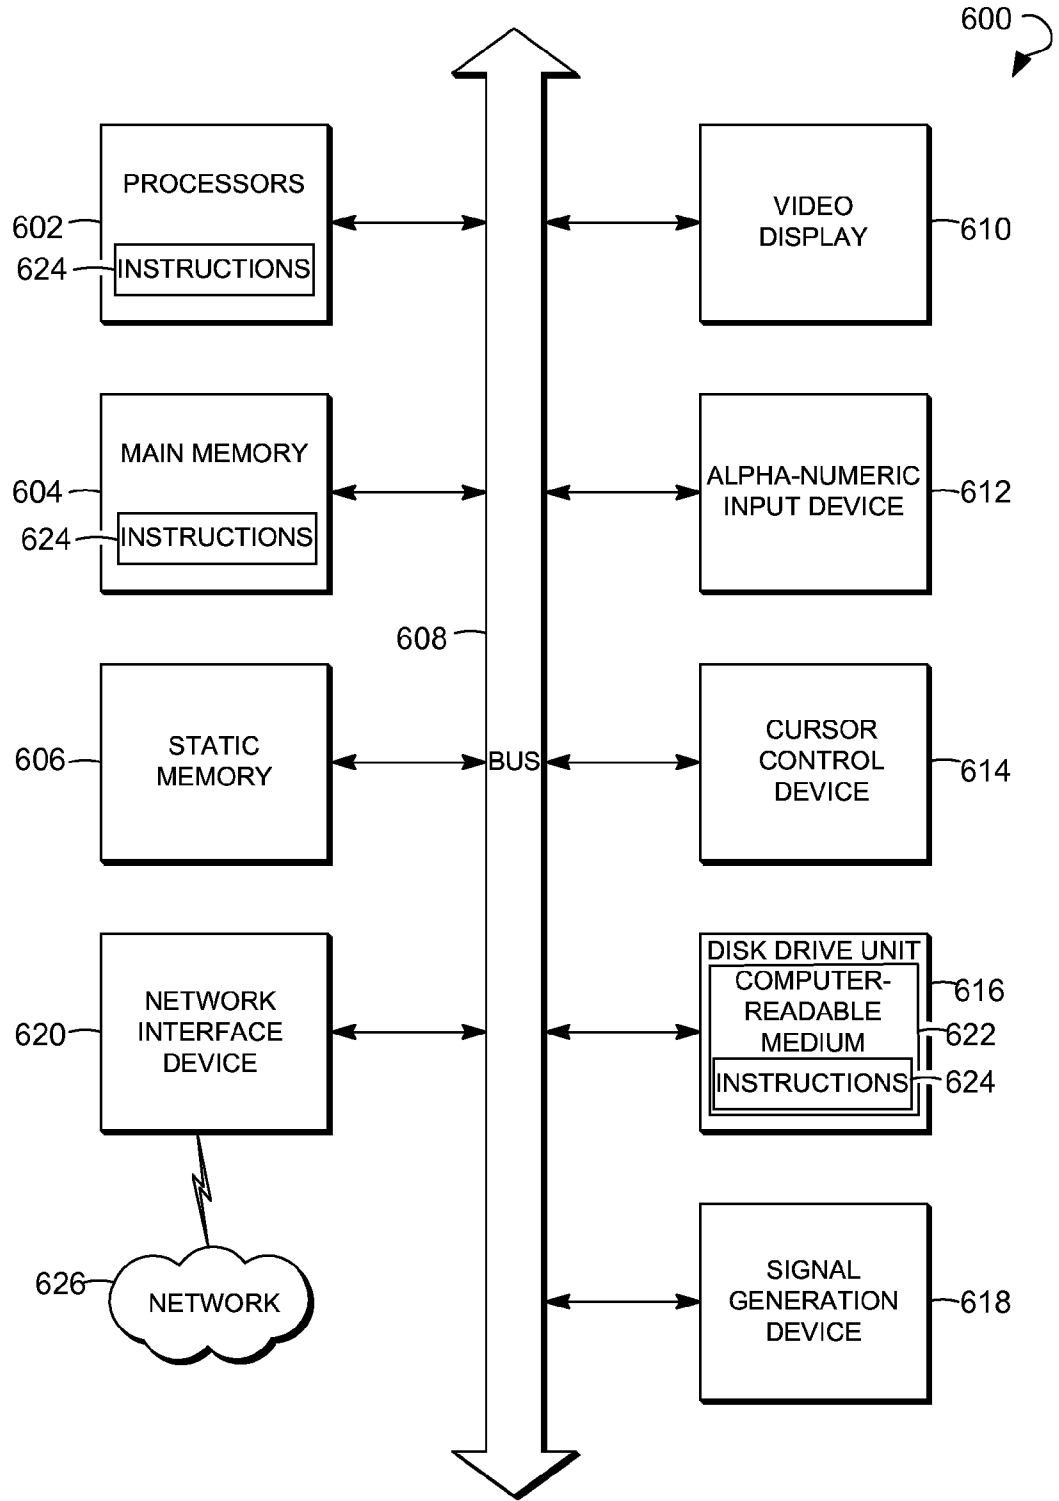 600
PROCESSORS
602
624
INSTRUCTIONS
VIDEO
DISPLAY
610
MAIN MEMORY
604
624
INSTRUCTIONS
ALPHA-NUMERIC
INPUT DEVICE
612
608
STATIC
MEMORY
606
BUS
CURSOR
CONTROL
DEVICE
614
NETWORK
INTERFACE
DEVICE
620
DISK DRIVE UNIT
COMPUTER-
READABLE
MEDIUM
INSTRUCTIONS
616
622
624
626
NETWORK
SIGNAL
GENERATION
DEVICE
618